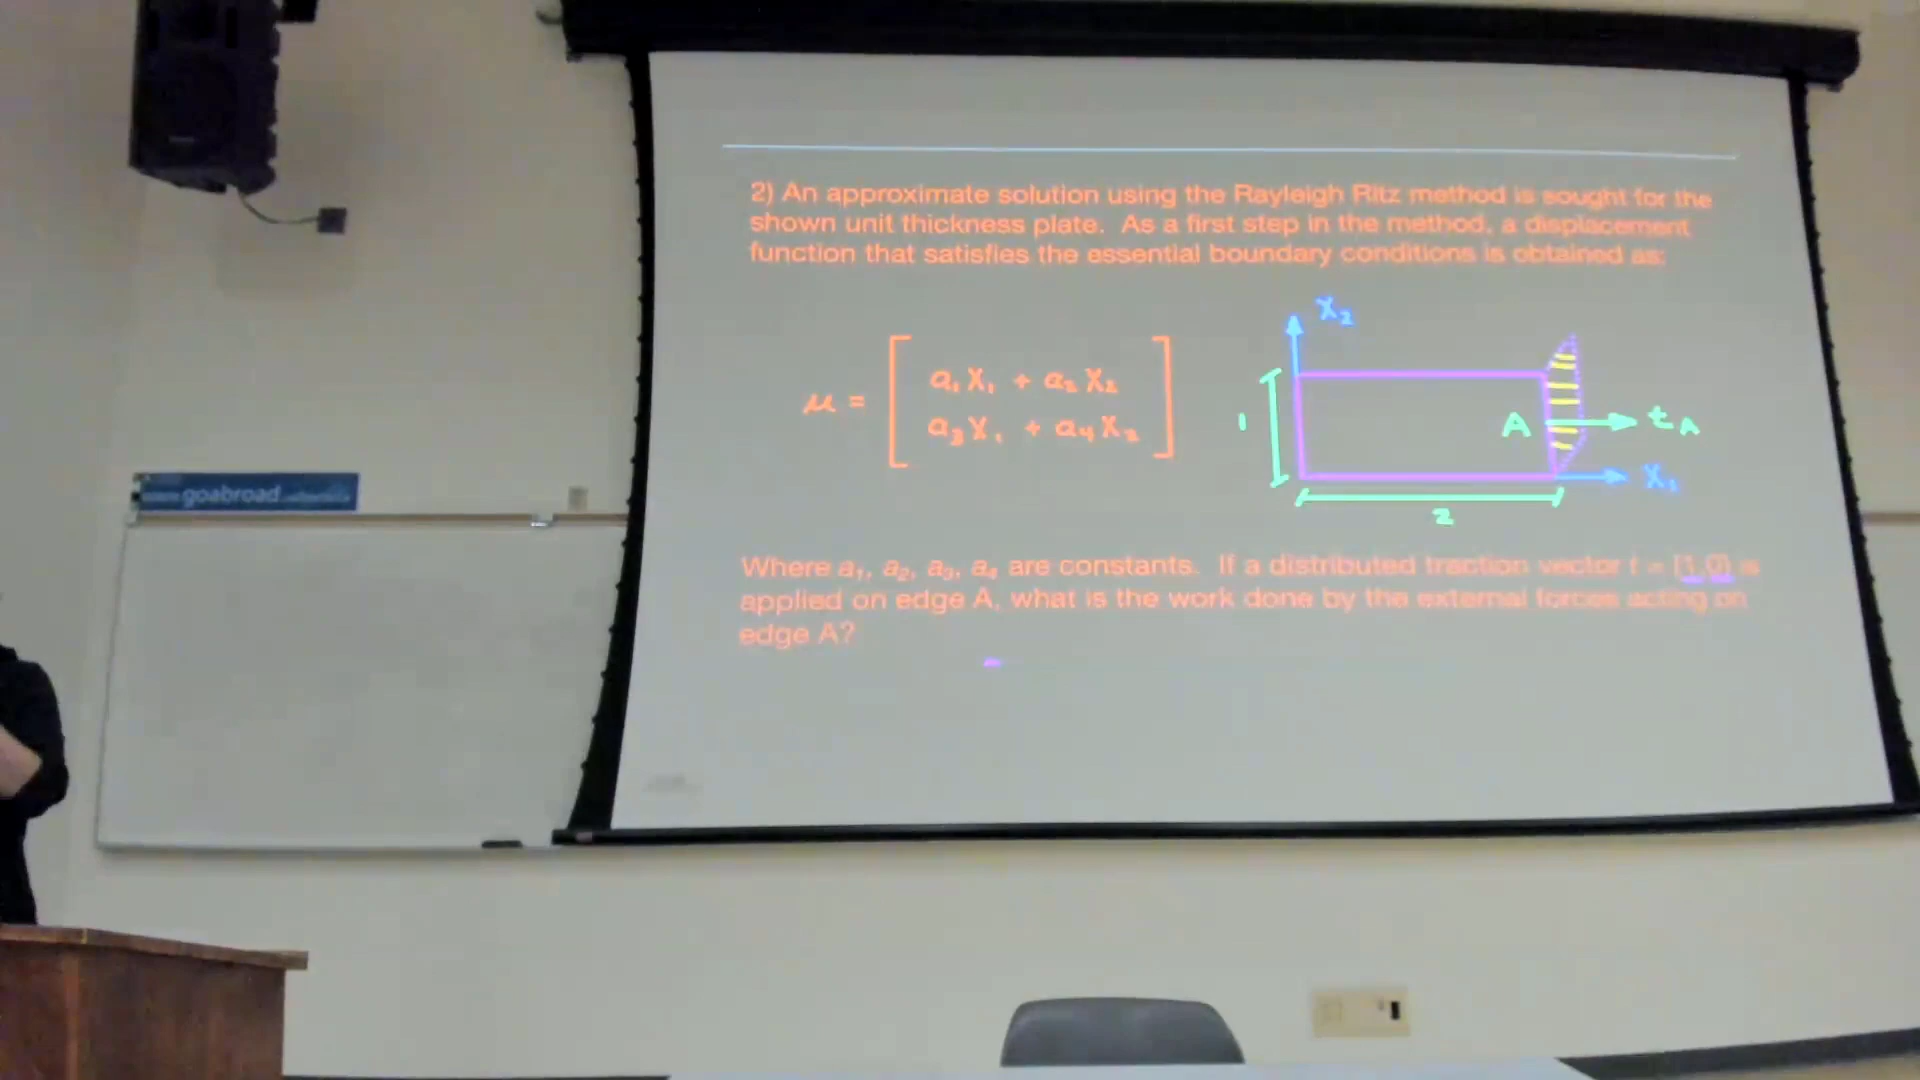 goabroad
2) An approximate solution using the Rayleigh Ritz method is sought for the
shown unit thickness plate. As a first step in the method, a displacement
function that satisfies the essential boundary conditions is obtained as:
u = [ a₁X₁ + a₂X₂
a₃X₁ + a₄X₂ ]
X₂
1
A
t_A
X₁
2
Where a₁, a₂, a₃, a₄ are constants. If a distributed traction vector t = [1,0] is
applied on edge A, what is the work done by the external forces acting on
edge A?